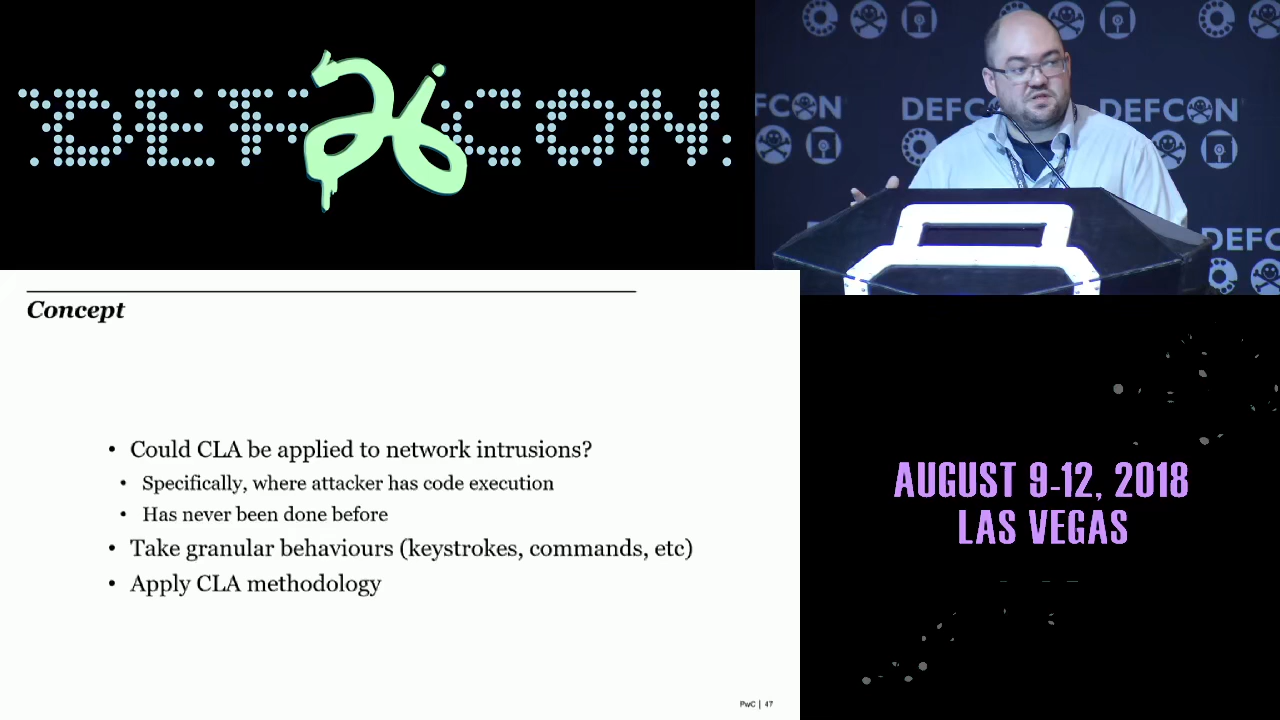 DEF 26 CON
DEFCON DEFCON DEFCON
DEFC
Concept
• Could CLA be applied to network intrusions?
• Specifically, where attacker has code execution
• Has never been done before
• Take granular behaviours (keystrokes, commands, etc)
• Apply CLA methodology
PwC | 47
AUGUST 9-12, 2018
LAS VEGAS